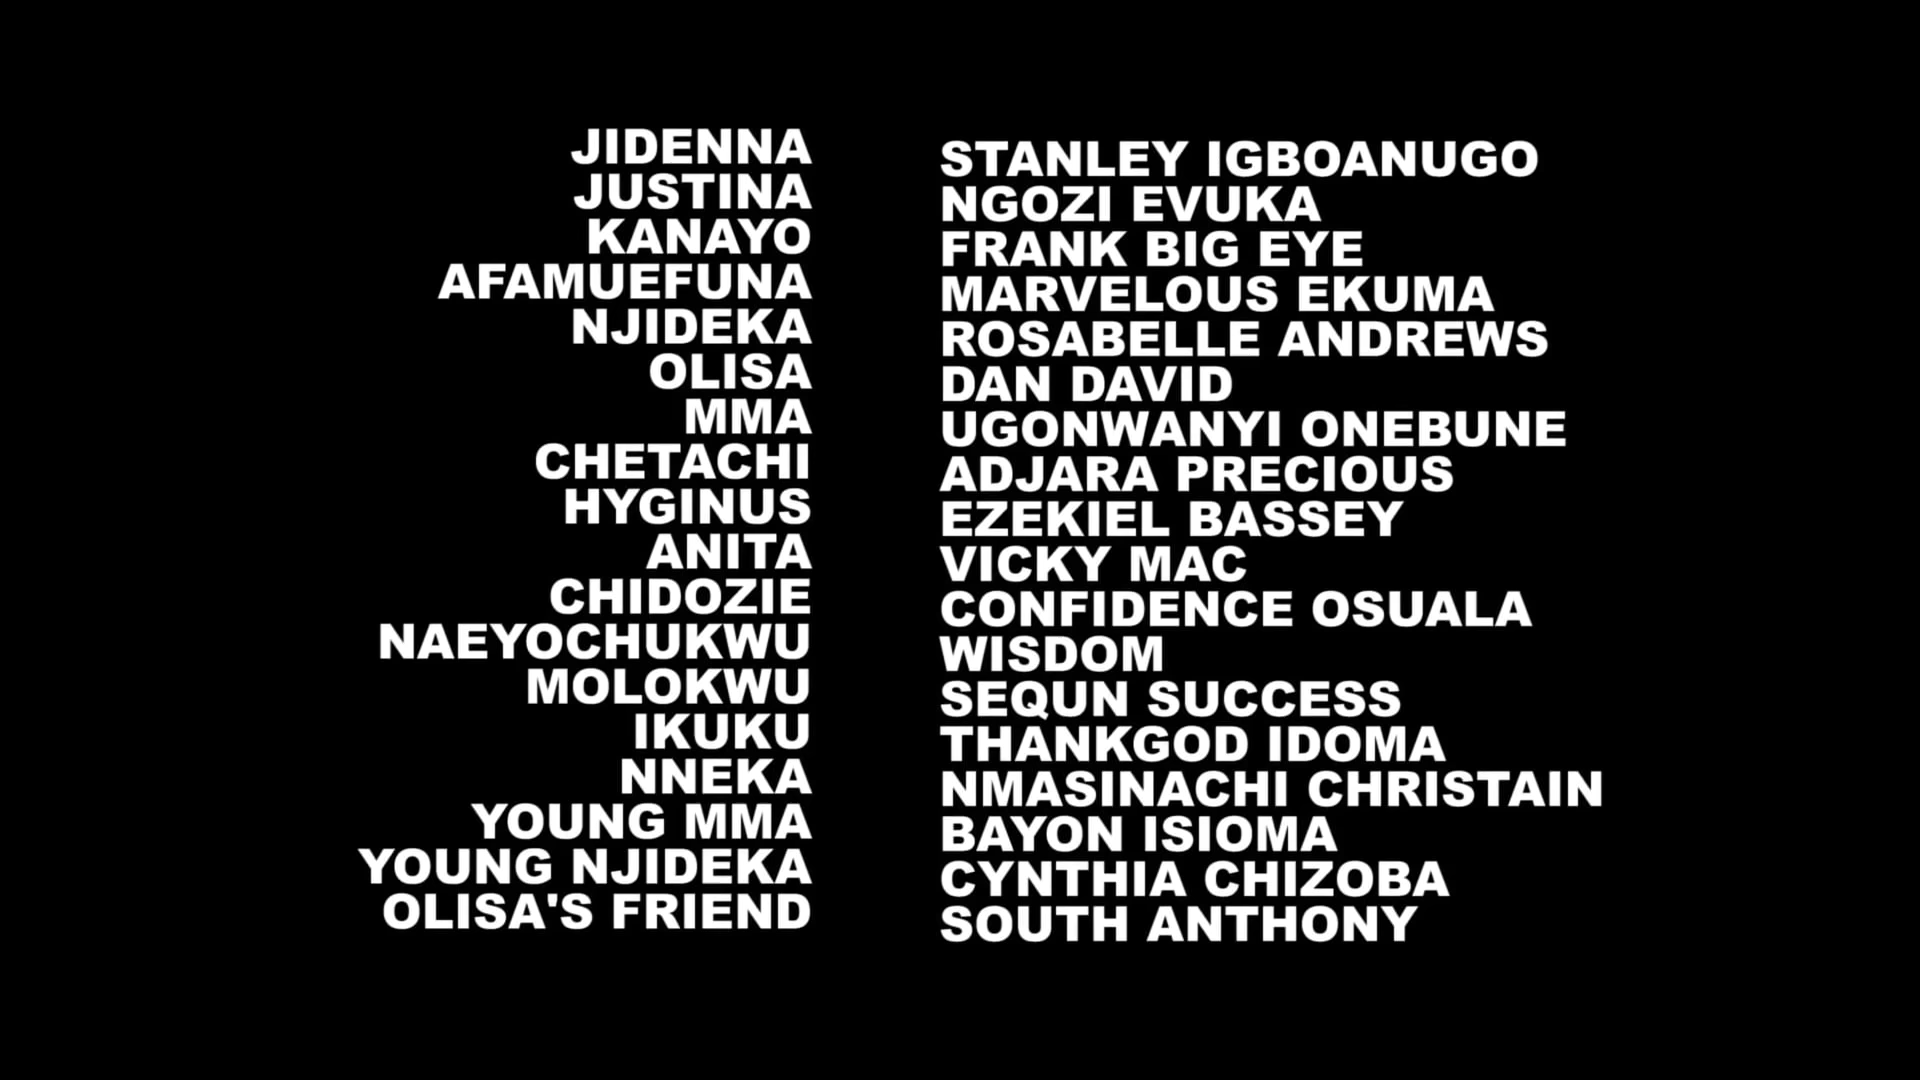 JIDENNA STANLEY IGBOANUGO
JUSTINA NGOZI EVUKA
KANAYO FRANK BIG EYE
AFAMUEFUNA MARVELOUS EKUMA
NJIDEKA ROSABELLE ANDREWS
OLISA DAN DAVID
MMA UGONWANYI ONEBUNE
CHETACHI ADJARA PRECIOUS
HYGINUS EZEKIEL BASSEY
ANITA VICKY MAC
CHIDOZIE CONFIDENCE OSUALA
NAEYOCHUKWU WISDOM
MOLOKWU SEQUN SUCCESS
IKUKU THANKGOD IDOMA
NNEKA NMASINACHI CHRISTAIN
YOUNG MMA BAYON ISIOMA
YOUNG NJIDEKA CYNTHIA CHIZOBA
OLISA'S FRIEND SOUTH ANTHONY